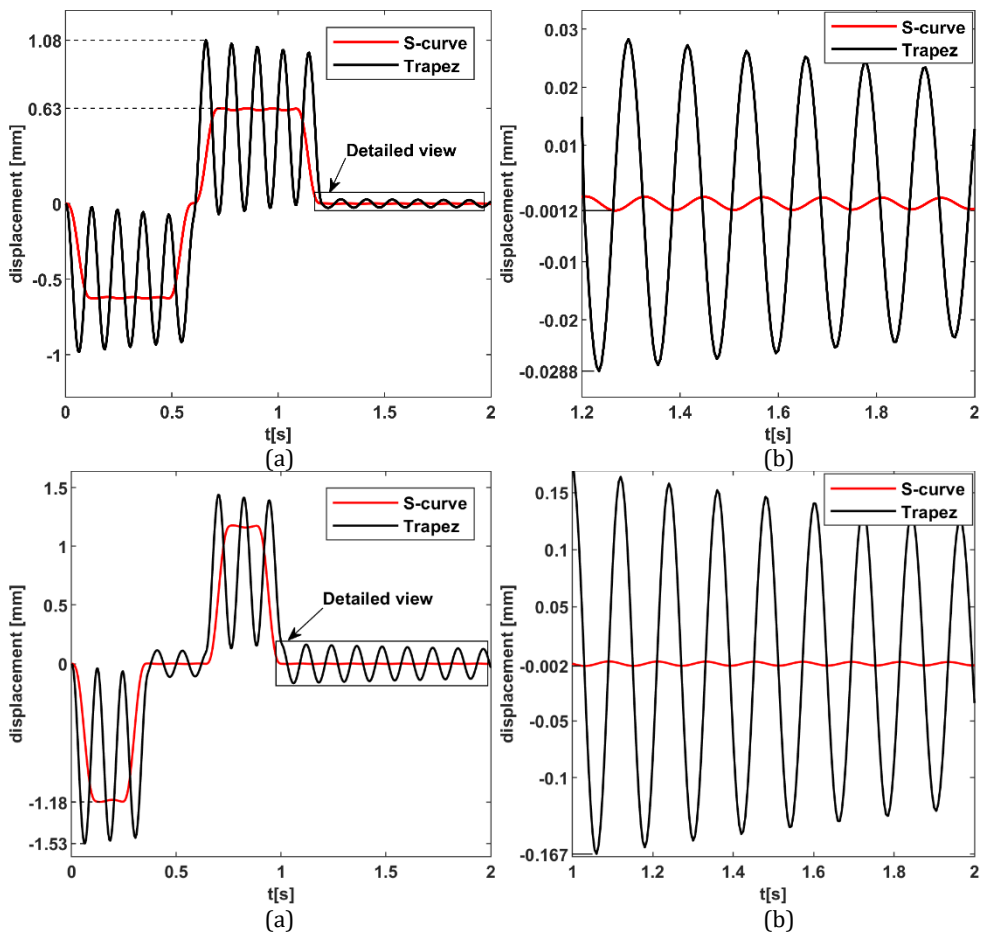 1.08
0.63
0
-0.5
-1
displacement [mm]
S-curve
Trapez
Detailed view
0 0.5 1 1.5 2
t[s]
(a)
0.03
0.01
-0.0012
-0.01
-0.02
-0.0288
displacement [mm]
S-curve
Trapez
1.2 1.4 1.6 1.8 2
t[s]
(b)
1.5
1
0.5
0
-1.18
-1.53
displacement [mm]
S-curve
Trapez
Detailed view
0 0.5 1 1.5 2
t[s]
(a)
0.15
0.05
-0.002
-0.05
-0.1
-0.167
displacement [mm]
S-curve
Trapez
1 1.2 1.4 1.6 1.8 2
t[s]
(b)